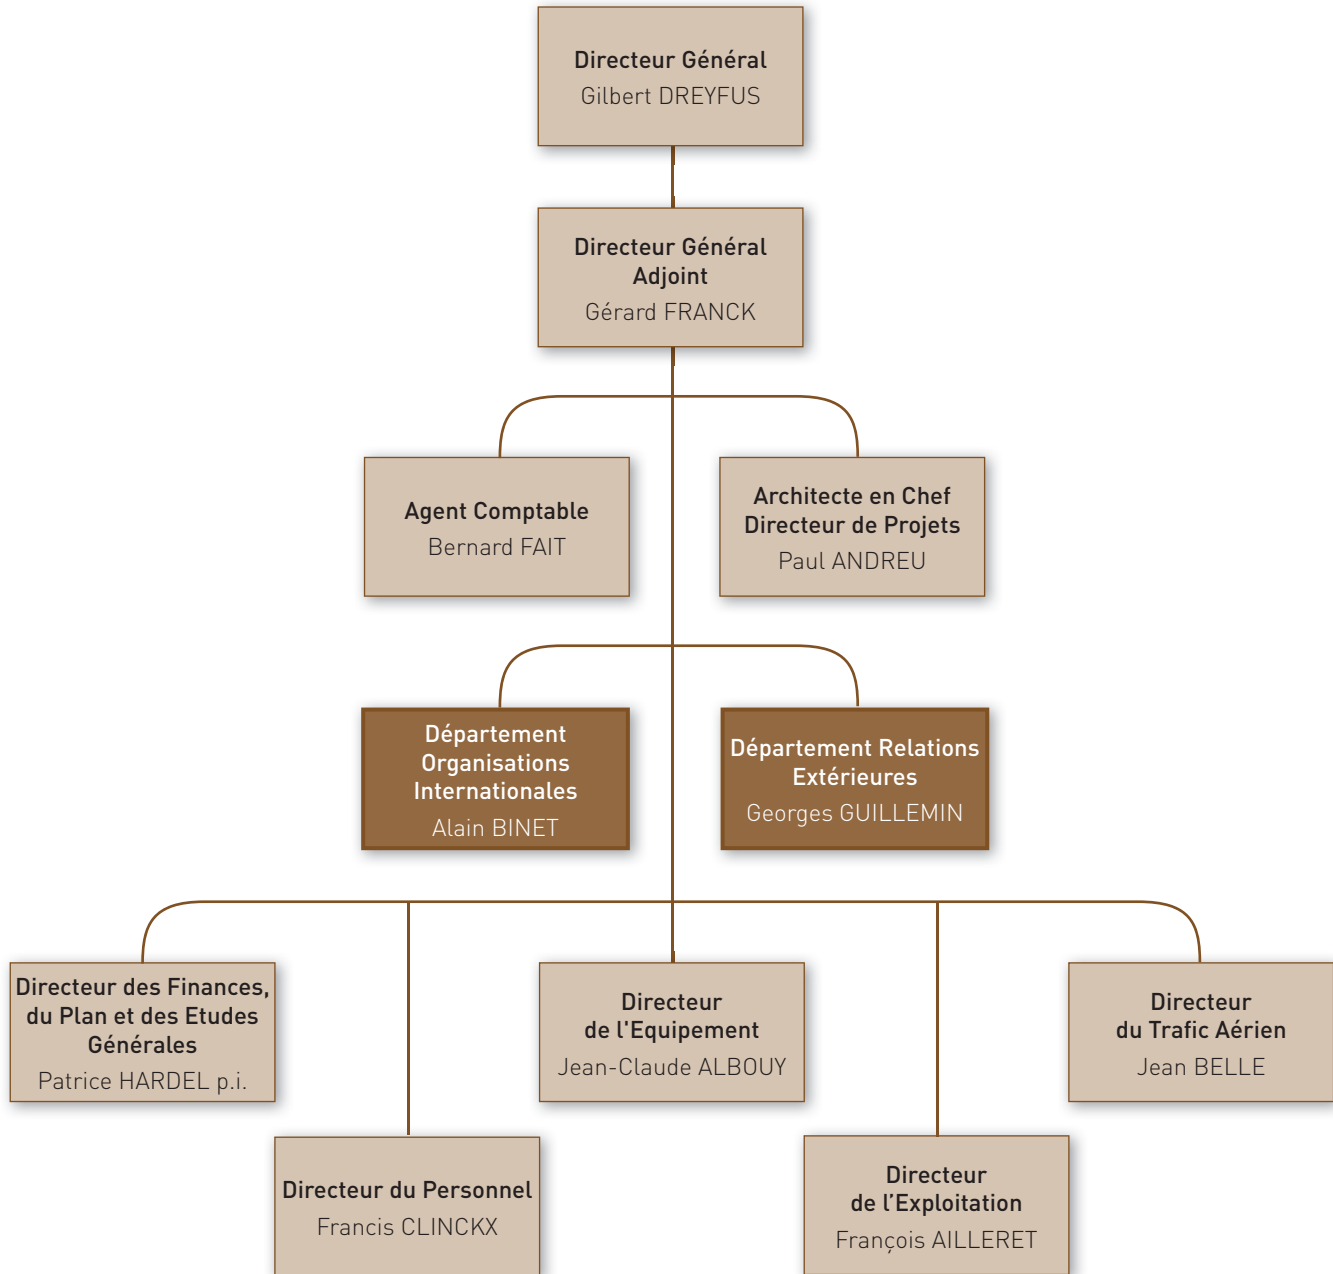 Directeur Général
Gilbert DREYFUS
Directeur Général
Adjoint
Gérard FRANCK
Agent Comptable
Bernard FAIT
Architecte en Chef
Directeur de Projets
Paul ANDREU
Département
Organisations
Internationales
Alain BINET
Département Relations
Extérieures
Georges GUILLEMIN
Directeur des Finances,
du Plan et des Etudes
Générales
Patrice HARDEL p.i.
Directeur
de l'Equipement
Jean-Claude ALBOUY
Directeur
du Trafic Aérien
Jean BELLE
Directeur du Personnel
Francis CLINCKX
Directeur
de l’Exploitation
François AILLERET